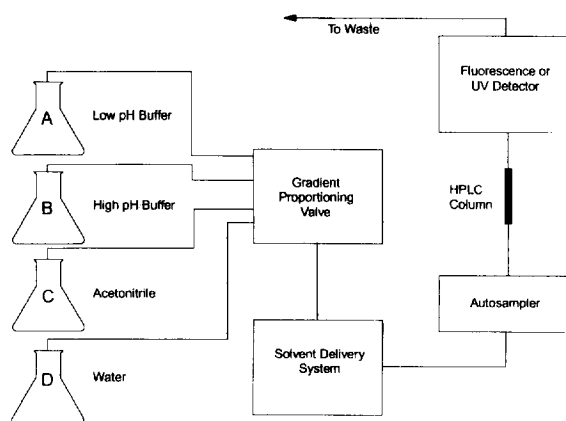 To Waste
Fluorescence or
UV Detector
A
Low pH Buffer
B
High pH Buffer
Gradient
Proportioning
Valve
HPLC
Column
C
Acetonitrile
Autosampler
D
Water
Solvent Delivery
System